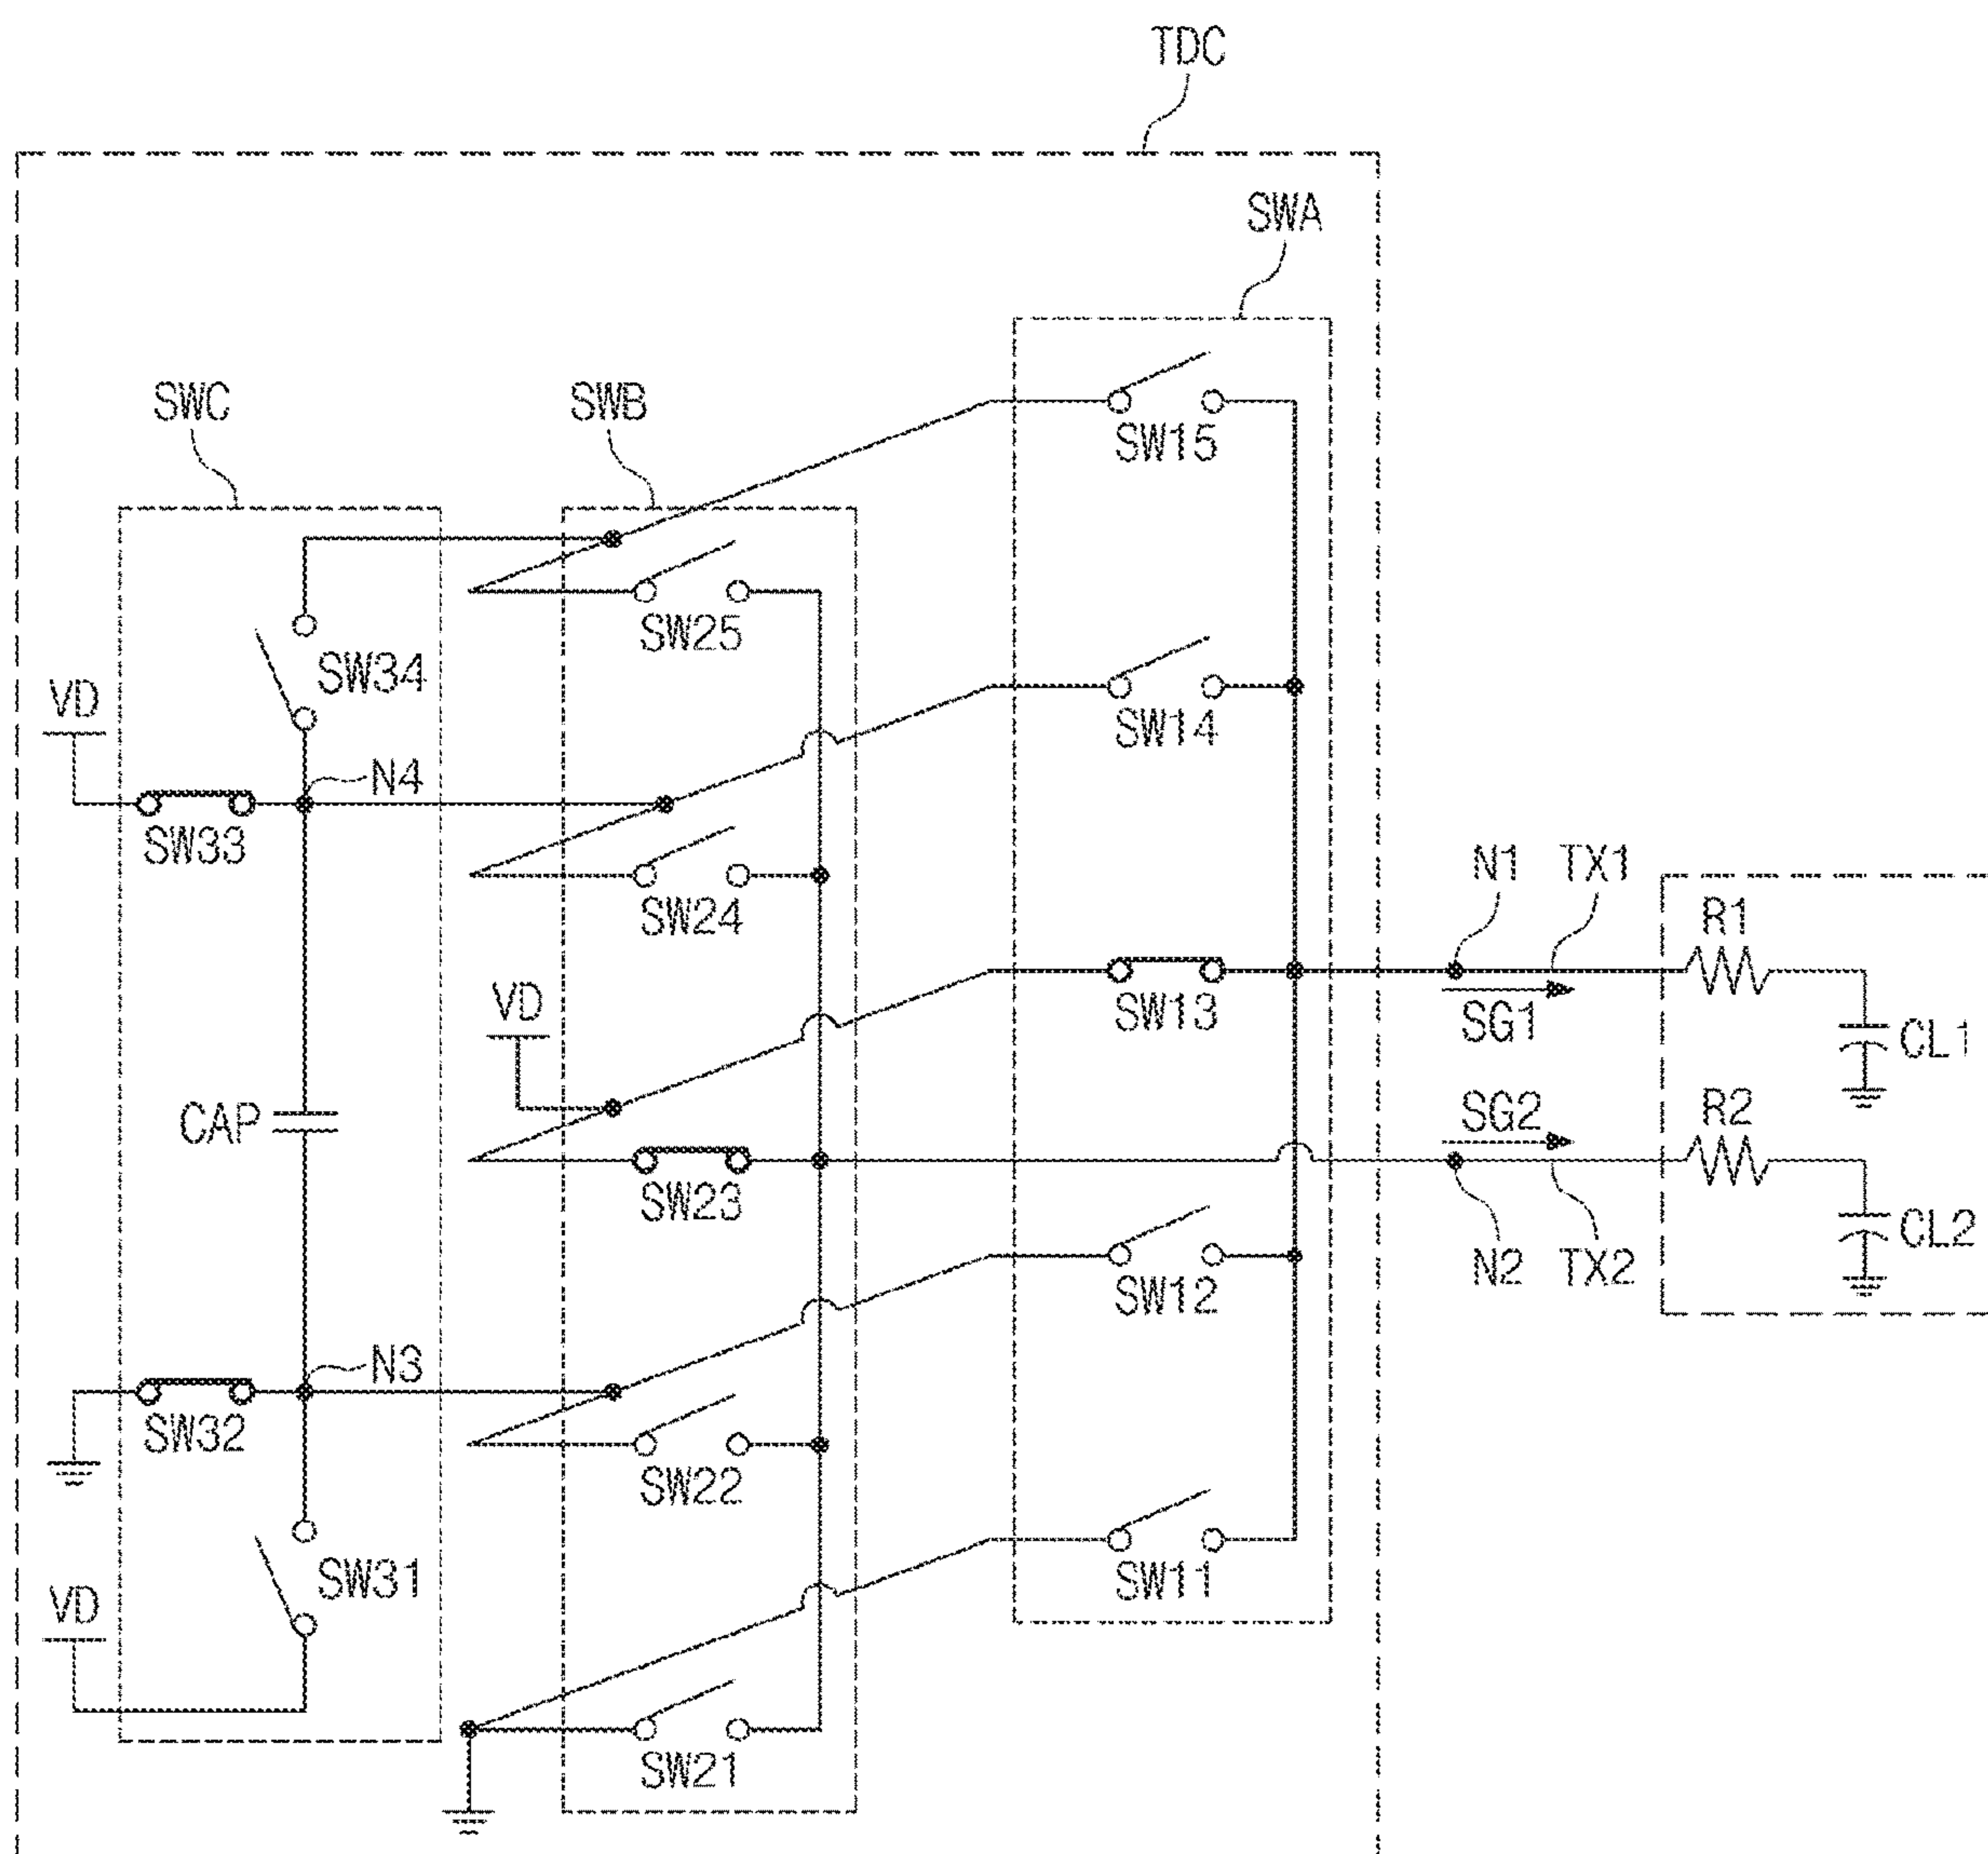 TDC
SWA
SWC
SWB
SW15
SW25
SW34
VD
SW14
N4
SW33
SW24
N1
TX1
R1
VD
SW13
SG1
CL1
CAP
SG2
R2
SW23
N2
TX2
CL2
SW12
N3
SW32
SW22
SW31
SW11
VD
SW21